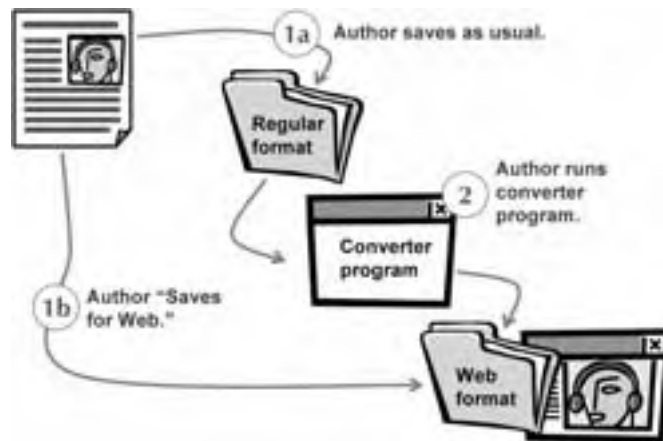 1a
Author saves as usual.
Regular
format
2
Author runs
converter
program.
Converter
program
1b
Author “Saves
for Web.”
Web
format